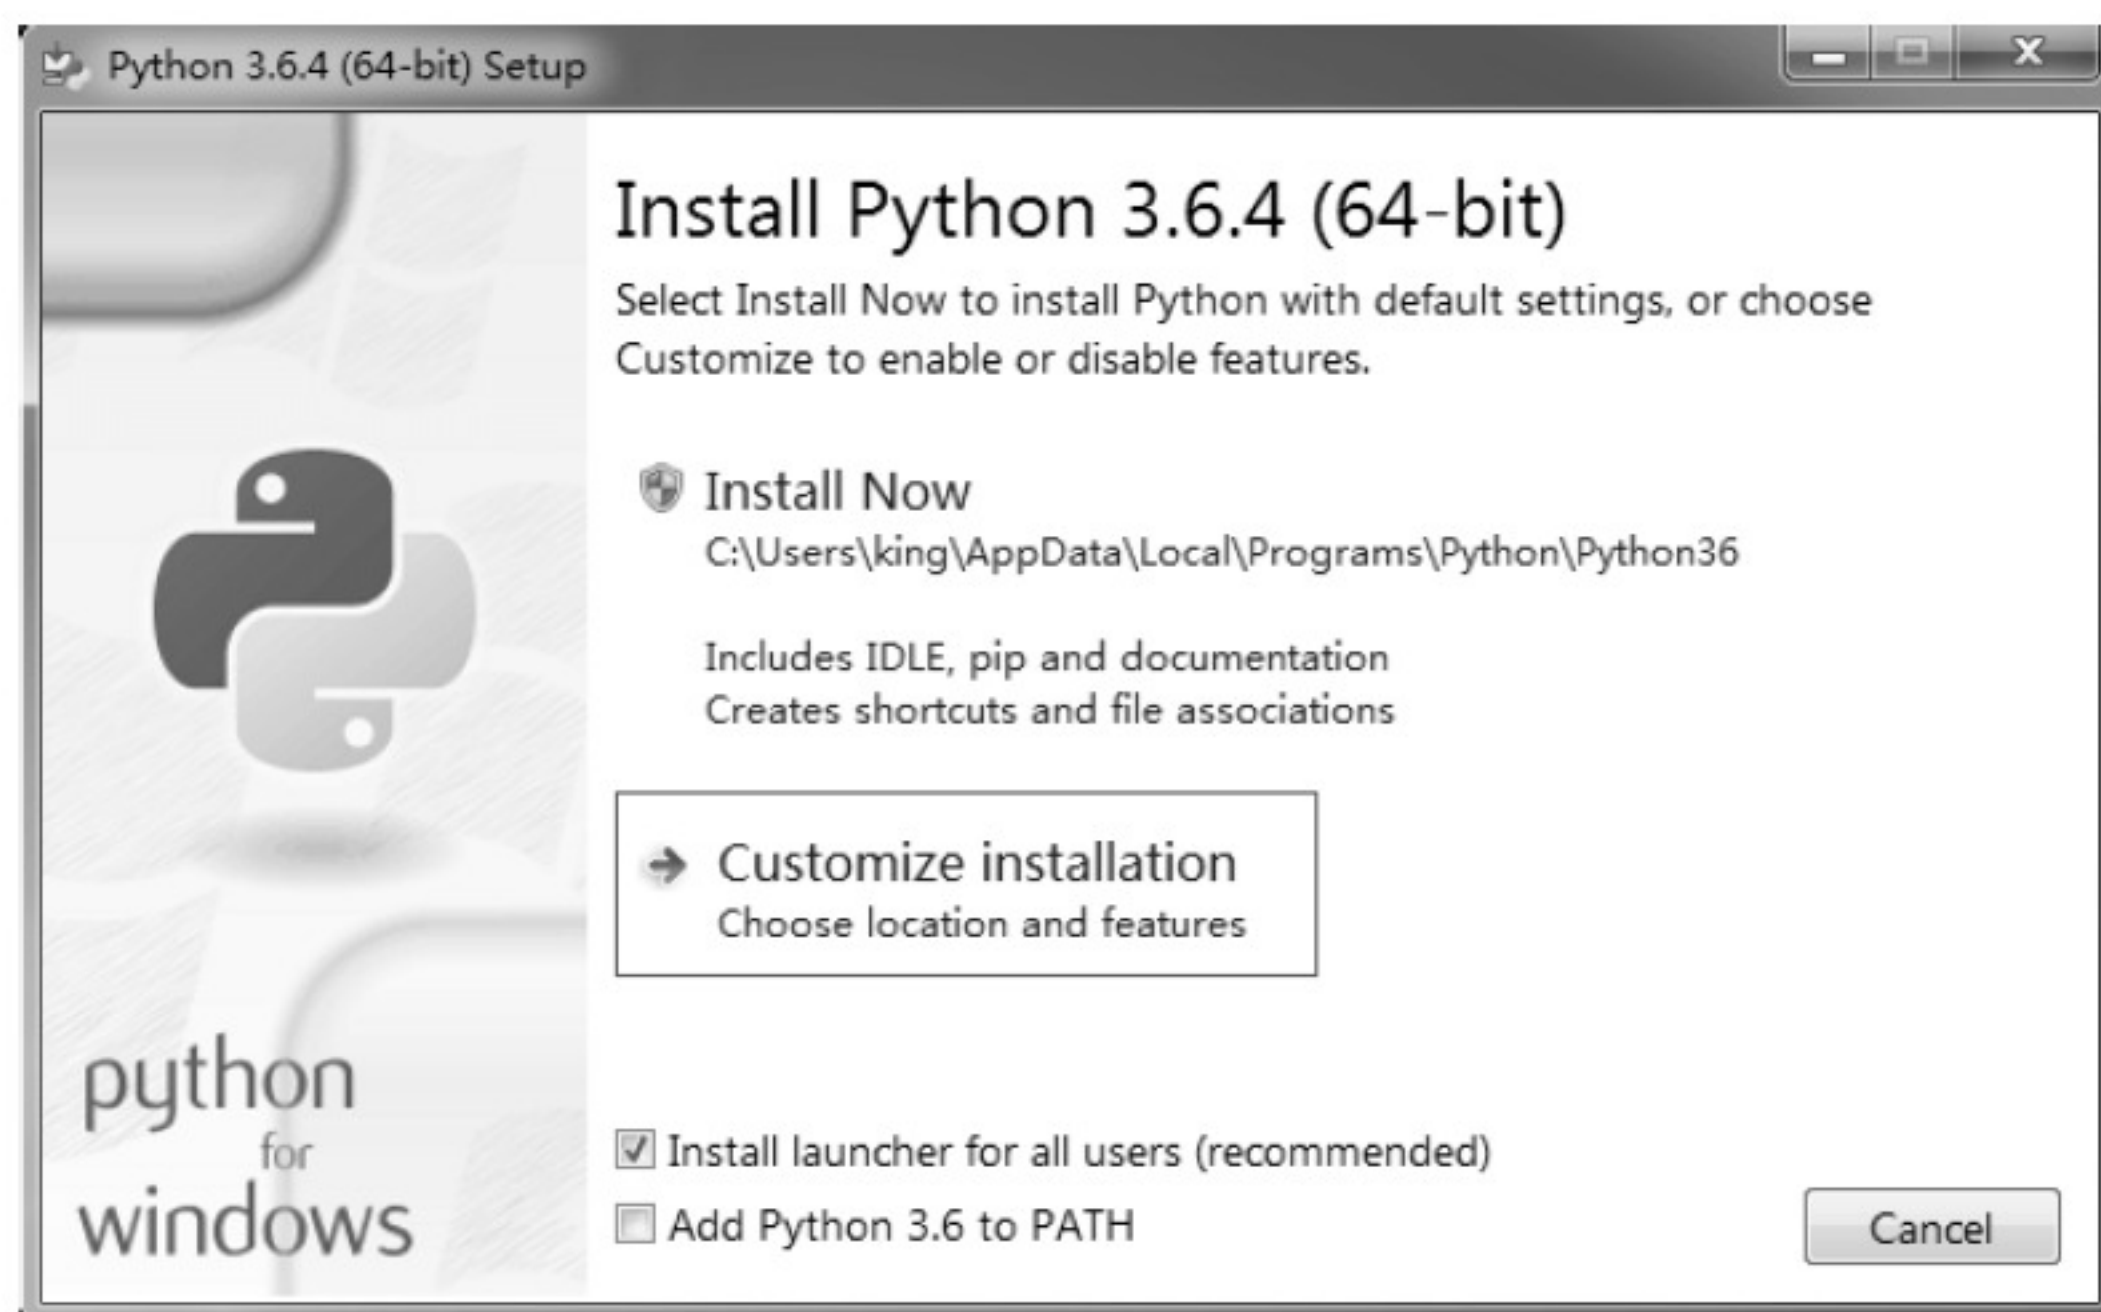 Python 3.6.4 (64-bit) Setup
Install Python 3.6.4 (64-bit)
Select Install Now to install Python with default settings, or choose
Customize to enable or disable features.
Install Now
C:\Users\king\AppData\Local\Programs\Python\Python36
Includes IDLE, pip and documentation
Creates shortcuts and file associations
Customize installation
Choose location and features
python
for
windows
Install launcher for all users (recommended)
Add Python 3.6 to PATH
Cancel